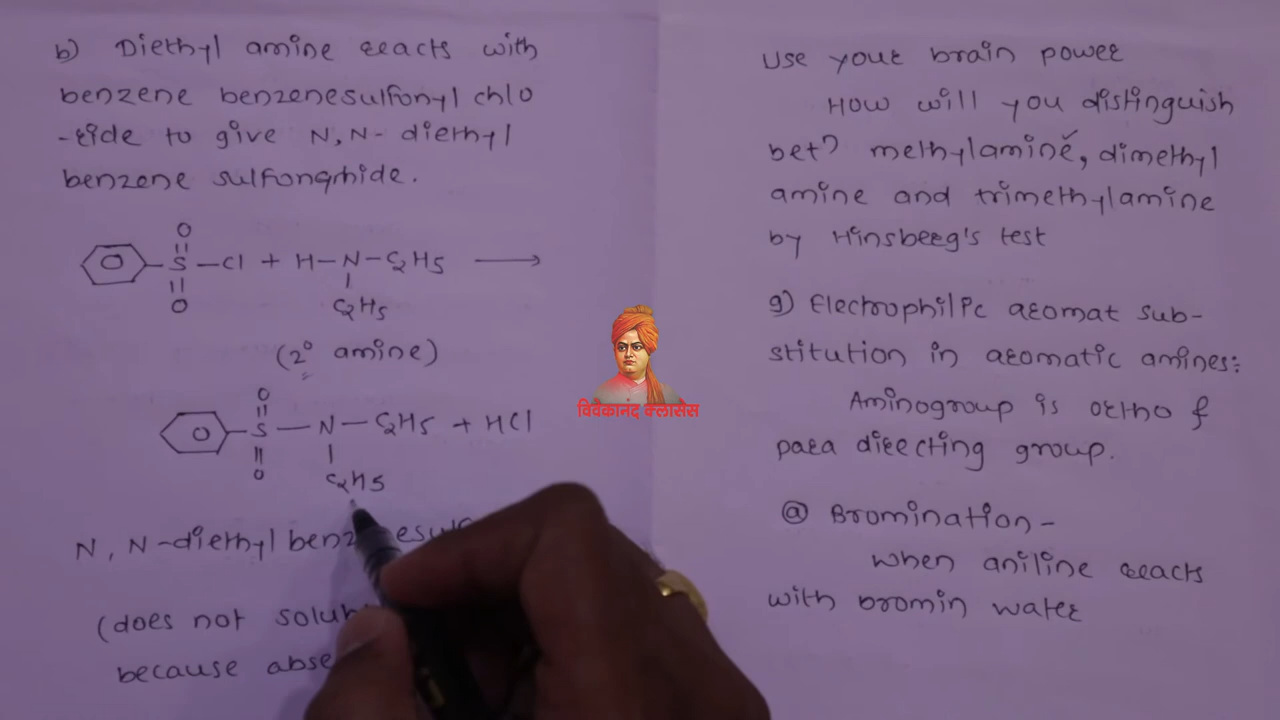 b) Diethyl amine reacts with
benzene benzenesulfonyl chlo
-ride to give N,N- diethyl
benzene sulfonamide.
O
S—Cl + H—N—C2H5 ⟶
O C2H5
(2° amine)
O
S — N — C2H5 + HCl
O C2H5
N, N-diethyl
(does not
because
Use your brain power
How will you distinguish
betn methylamine, dimethyl
amine and trimethylamine
by Hinsberg's test
g) Electrophilic aromat sub-
stitution in aromatic amines:
Aminogroup is ortho &
para directing group.
ⓐ Bromination-
when aniline reacts
with bromin water
विवेकानंद क्लासेस